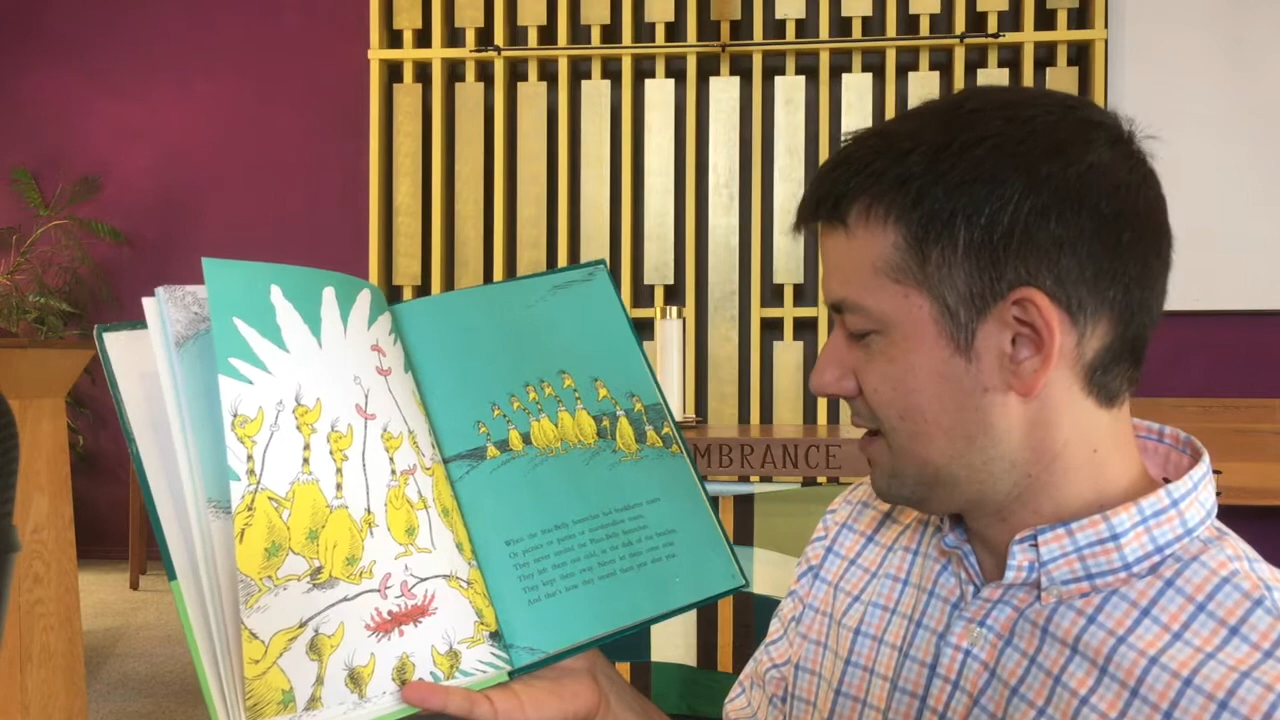 MBRANCE
When the Star-Belly Sneetches had frankfurter roasts
Or picnics or parties or marshmallow toasts,
They never invited the Plain-Belly Sneetches.
They left them out cold, in the dark of the beaches.
They kept them away. Never let them come near.
And that's how they treated them year after year.